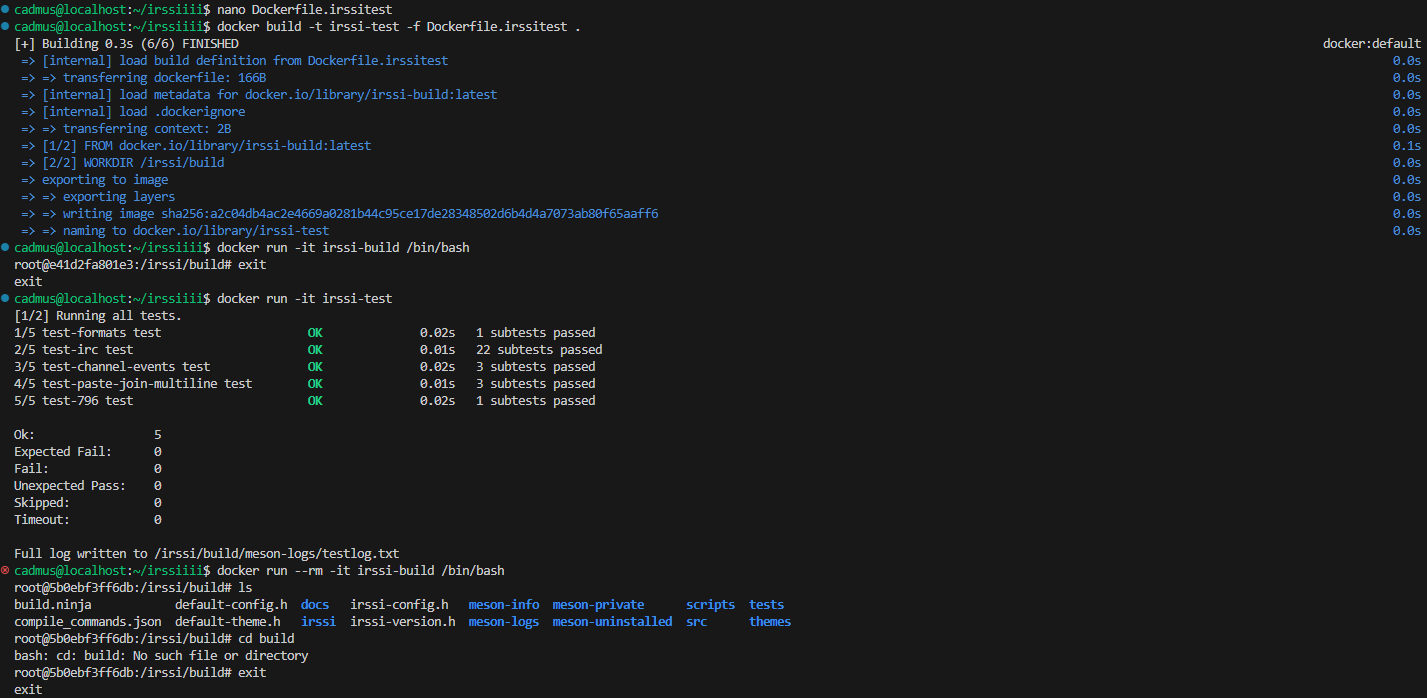 cadmus@localhost:~/irssiiii$ nano Dockerfile.irssitest
cadmus@localhost:~/irssiiii$ docker build -t irssi-test -f Dockerfile.irssitest .
[+] Building 0.3s (6/6) FINISHED docker:default
=> [internal] load build definition from Dockerfile.irssitest 0.0s
=> => transferring dockerfile: 166B 0.0s
=> [internal] load metadata for docker.io/library/irssi-build:latest 0.0s
=> [internal] load .dockerignore 0.0s
=> => transferring context: 2B 0.0s
=> [1/2] FROM docker.io/library/irssi-build:latest 0.1s
=> [2/2] WORKDIR /irssi/build 0.0s
=> exporting to image 0.0s
=> => exporting layers 0.0s
=> => writing image sha256:a2c04db4ac2e4669a0281b44c95ce17de28348502d6b4d4a7073ab80f65aaff6 0.0s
=> => naming to docker.io/library/irssi-test 0.0s
cadmus@localhost:~/irssiiii$ docker run -it irssi-build /bin/bash
root@e41d2fa801e3:/irssi/build# exit
exit
cadmus@localhost:~/irssiiii$ docker run -it irssi-test
[1/2] Running all tests.
1/5 test-formats test OK 0.02s 1 subtests passed
2/5 test-irc test OK 0.01s 22 subtests passed
3/5 test-channel-events test OK 0.02s 3 subtests passed
4/5 test-paste-join-multiline test OK 0.01s 3 subtests passed
5/5 test-796 test OK 0.02s 1 subtests passed
Ok: 5
Expected Fail: 0
Fail: 0
Unexpected Pass: 0
Skipped: 0
Timeout: 0
Full log written to /irssi/build/meson-logs/testlog.txt
cadmus@localhost:~/irssiiii$ docker run --rm -it irssi-build /bin/bash
root@5b0ebf3ff6db:/irssi/build# ls
build.ninja default-config.h docs irssi-config.h meson-info meson-private scripts tests
compile_commands.json default-theme.h irssi irssi-version.h meson-logs meson-uninstalled src themes
root@5b0ebf3ff6db:/irssi/build# cd build
bash: cd: build: No such file or directory
root@5b0ebf3ff6db:/irssi/build# exit
exit